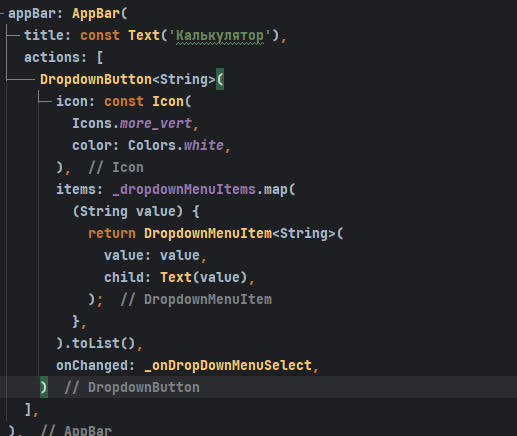 appBar: AppBar(
title: const Text('Калькулятор'),
actions: [
DropdownButton<String>(
icon: const Icon(
Icons.more_vert,
color: Colors.white,
), // Icon
items: _dropdownMenuItems.map(
(String value) {
return DropdownMenuItem<String>(
value: value,
child: Text(value),
); // DropdownMenuItem
},
).toList(),
onChanged: _onDropDownMenuSelect,
) // DropdownButton
],
), // AppBar